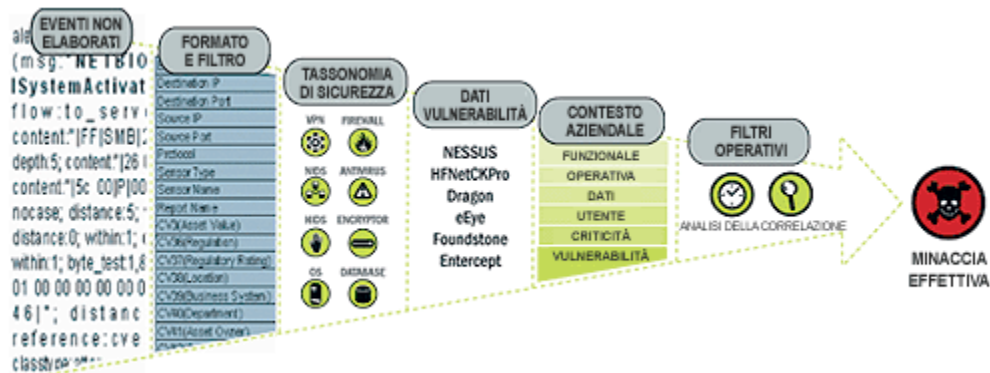 EVENTI NON
ELABORATI
(msg:"NETBIO
ISystemActivat
flow:to_serv
content:"|FF|SMB|
depth:5; content:"|26
content:"|5c 00|P|00
nocase; distance:5;
distance:0; within:1;
within:1; byte_test:1,8
01 00 00 00 00 00 0
46|"; distanc
reference:cve
FORMATO
E FILTRO
Destination IP
Destination Port
Source IP
Source Port
Protocol
Sensor Type
Sensor Name
Report Name
CV35(Asset Value)
CV36(Regulation)
CV37(Regulatory Rating)
CV38(Location)
CV39(Business System)
CV40(Department)
CV41(Asset Owner)
TASSONOMIA
DI SICUREZZA
VPN FIREWALL
NIDS ANTIVIRUS
HIDS ENCRYPTOR
OS DATABASE
DATI
VULNERABILITÀ
NESSUS
HFNetCKPro
Dragon
eEye
Foundstone
Entercept
CONTESTO
AZIENDALE
FUNZIONALE
OPERATIVA
DATI
UTENTE
CRITICITÀ
VULNERABILITÀ
FILTRI
OPERATIVI
ANALISI DELLA CORRELAZIONE
MINACCIA
EFFETTIVA